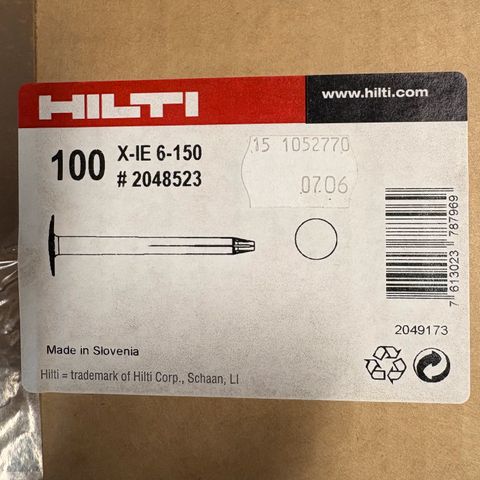 HILTI
www.hilti.com
100 X-IE 6-150
# 2048523
15 1052770
07.06
7 613023 787969
2049173
Made in Slovenia
Hilti = trademark of Hilti Corp., Schaan, LI